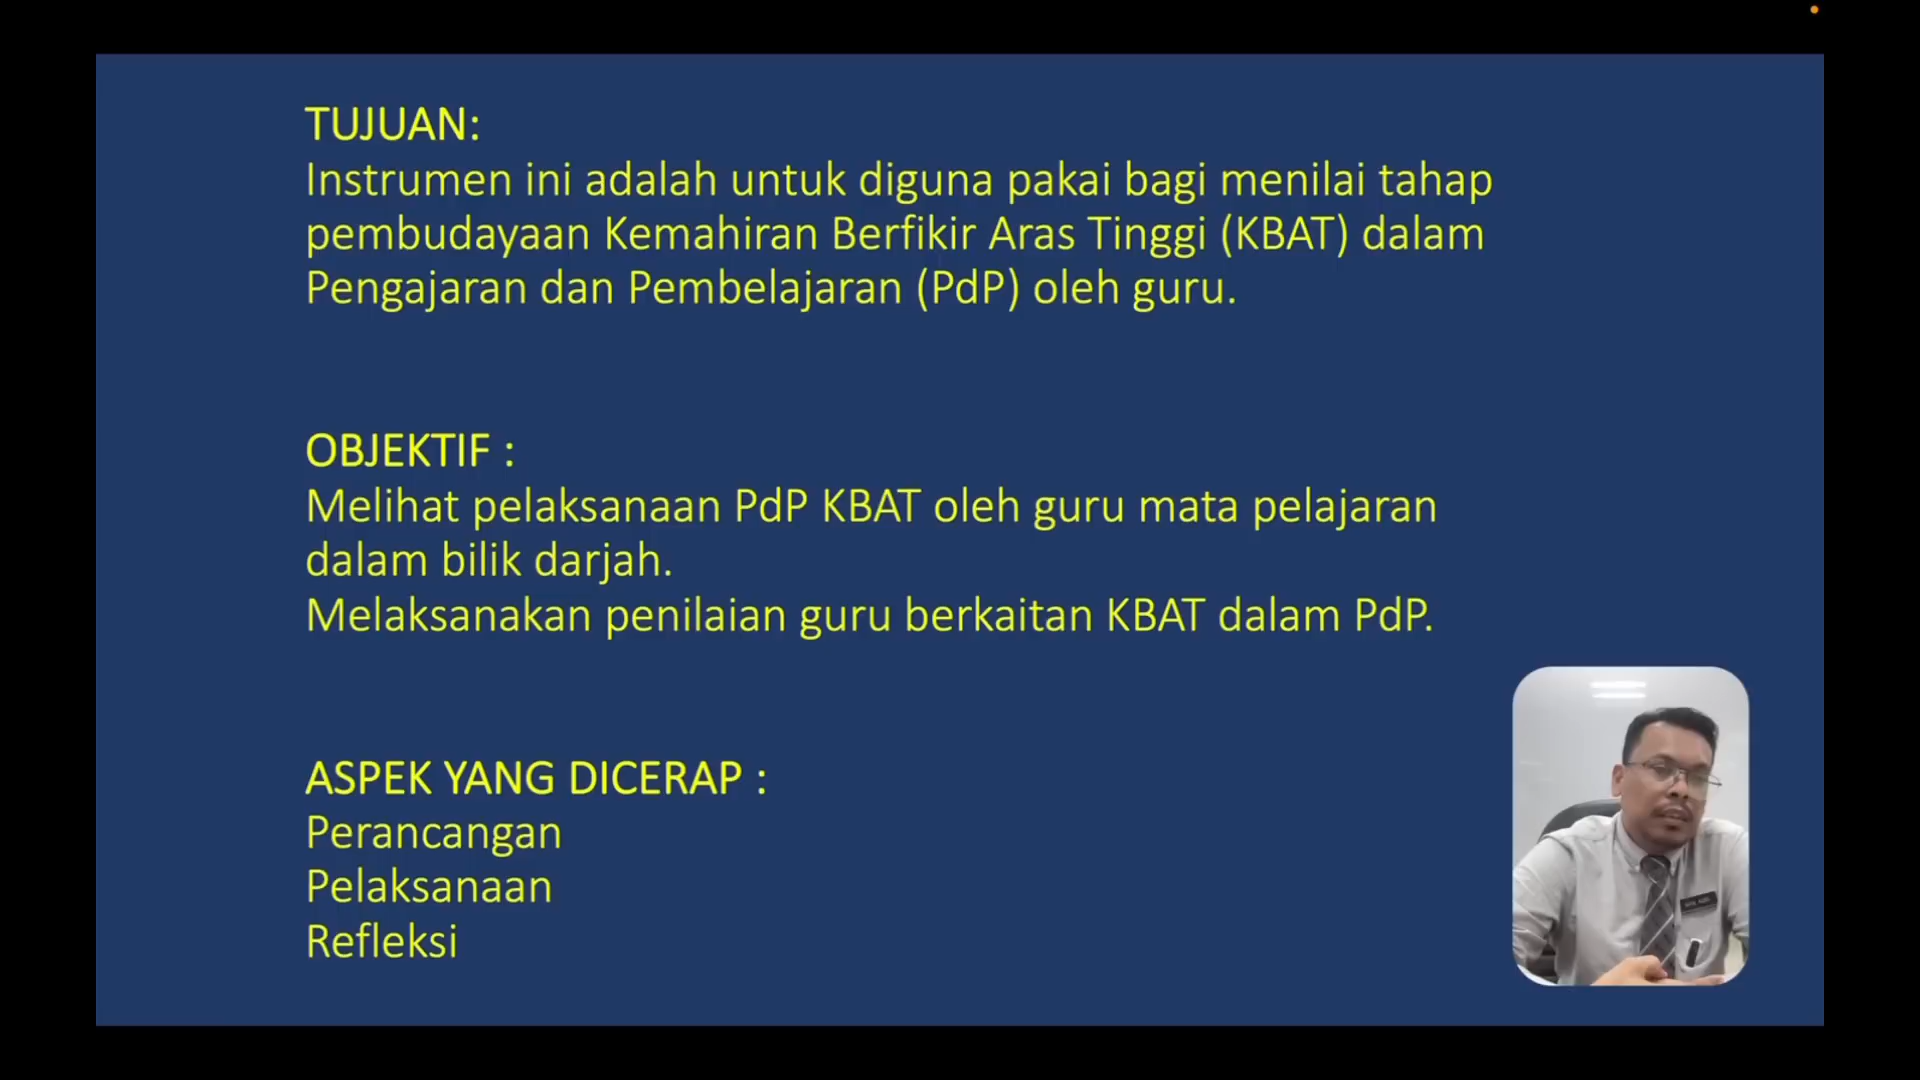 TUJUAN:
Instrumen ini adalah untuk diguna pakai bagi menilai tahap
pembudayaan Kemahiran Berfikir Aras Tinggi (KBAT) dalam
Pengajaran dan Pembelajaran (PdP) oleh guru.
OBJEKTIF :
Melihat pelaksanaan PdP KBAT oleh guru mata pelajaran
dalam bilik darjah.
Melaksanakan penilaian guru berkaitan KBAT dalam PdP.
ASPEK YANG DICERAP :
Perancangan
Pelaksanaan
Refleksi